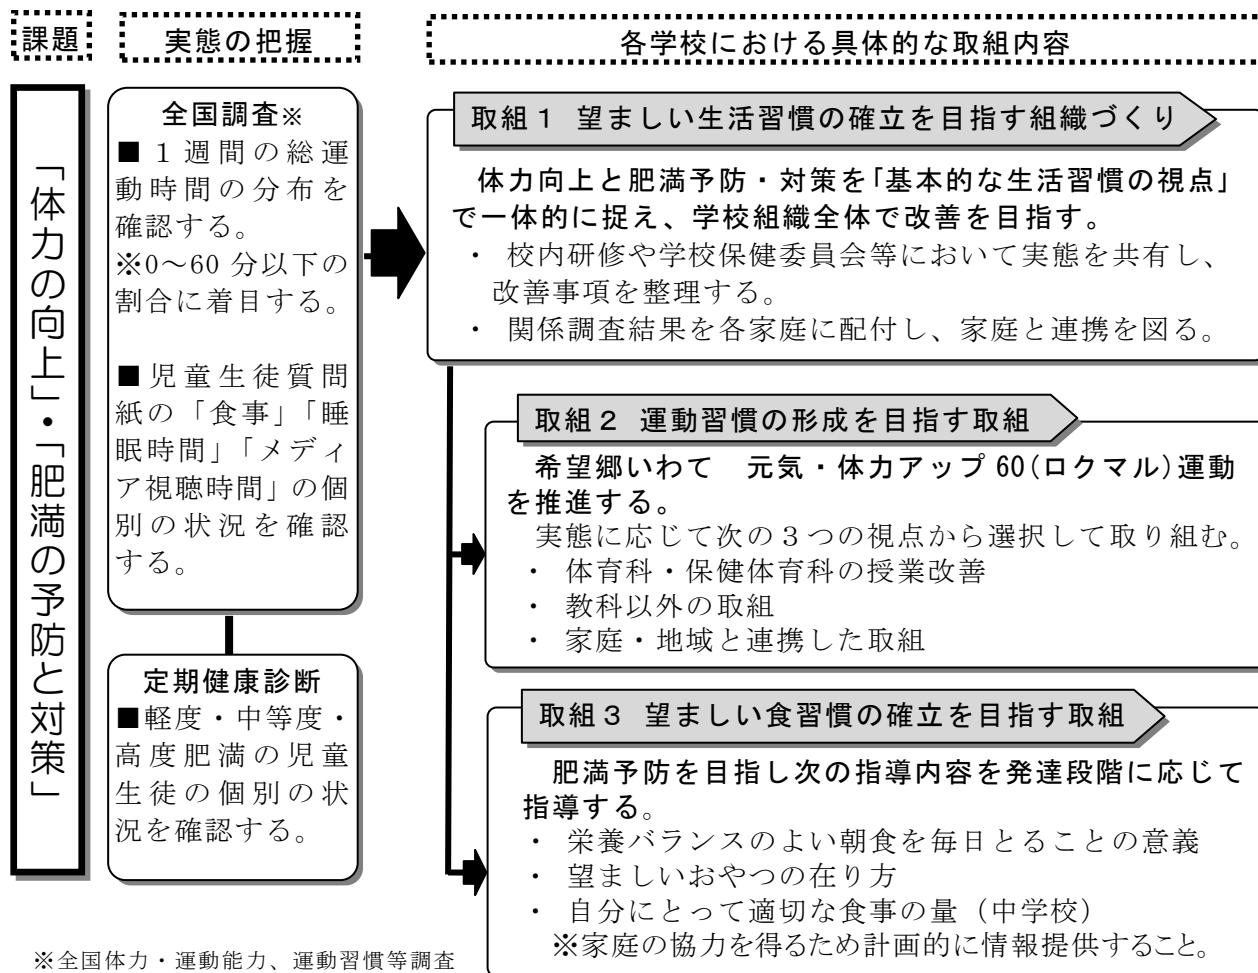 課題
実態の把握
各学校における具体的な取組内容
「体力の向上」・「肥満の予防と対策」
全国調査※
■１週間の総運
動時間の分布を
確認する。
※0～60 分以下の
割合に着目する。
■児童生徒質問
紙の「食事」「睡
眠時間」「メディ
ア視聴時間」の個
別の状況を確認
する。
定期健康診断
■軽度・中等度・
高度肥満の児童
生徒の個別の状
況を確認する。
※全国体力・運動能力、運動習慣等調査
取組１ 望ましい生活習慣の確立を目指す組織づくり
体力向上と肥満予防・対策を「基本的な生活習慣の視点」
で一体的に捉え、学校組織全体で改善を目指す。
・ 校内研修や学校保健委員会等において実態を共有し、
改善事項を整理する。
・ 関係調査結果を各家庭に配付し、家庭と連携を図る。
取組２ 運動習慣の形成を目指す取組
希望郷いわて　元気・体力アップ 60(ロクマル)運動
を推進する。
実態に応じて次の３つの視点から選択して取り組む。
・ 体育科・保健体育科の授業改善
・ 教科以外の取組
・ 家庭・地域と連携した取組
取組３ 望ましい食習慣の確立を目指す取組
肥満予防を目指し次の指導内容を発達段階に応じて
指導する。
・ 栄養バランスのよい朝食を毎日とることの意義
・ 望ましいおやつの在り方
・ 自分にとって適切な食事の量（中学校）
※家庭の協力を得るため計画的に情報提供すること。